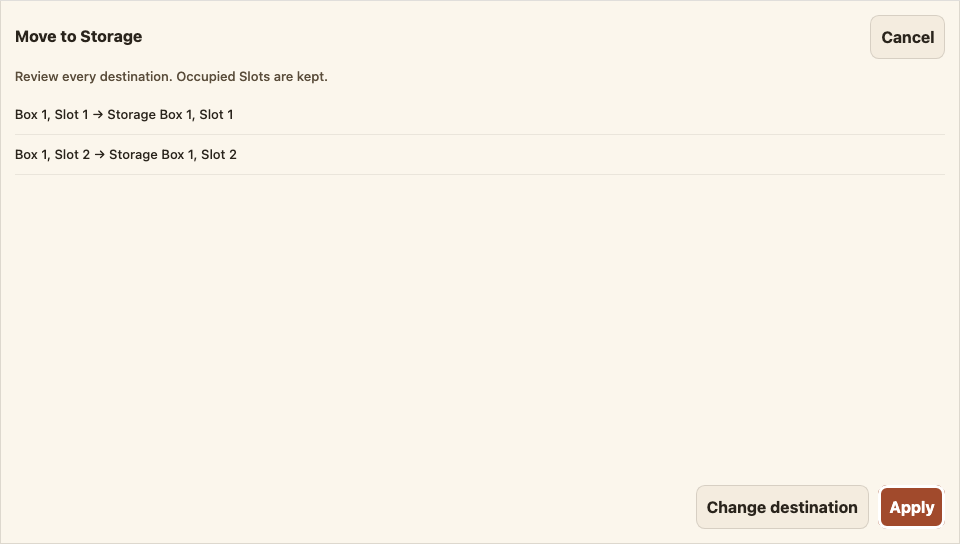 Move to Storage
Cancel
Review every destination. Occupied Slots are kept.
Box 1, Slot 1 → Storage Box 1, Slot 1
Box 1, Slot 2 → Storage Box 1, Slot 2
Change destination
Apply